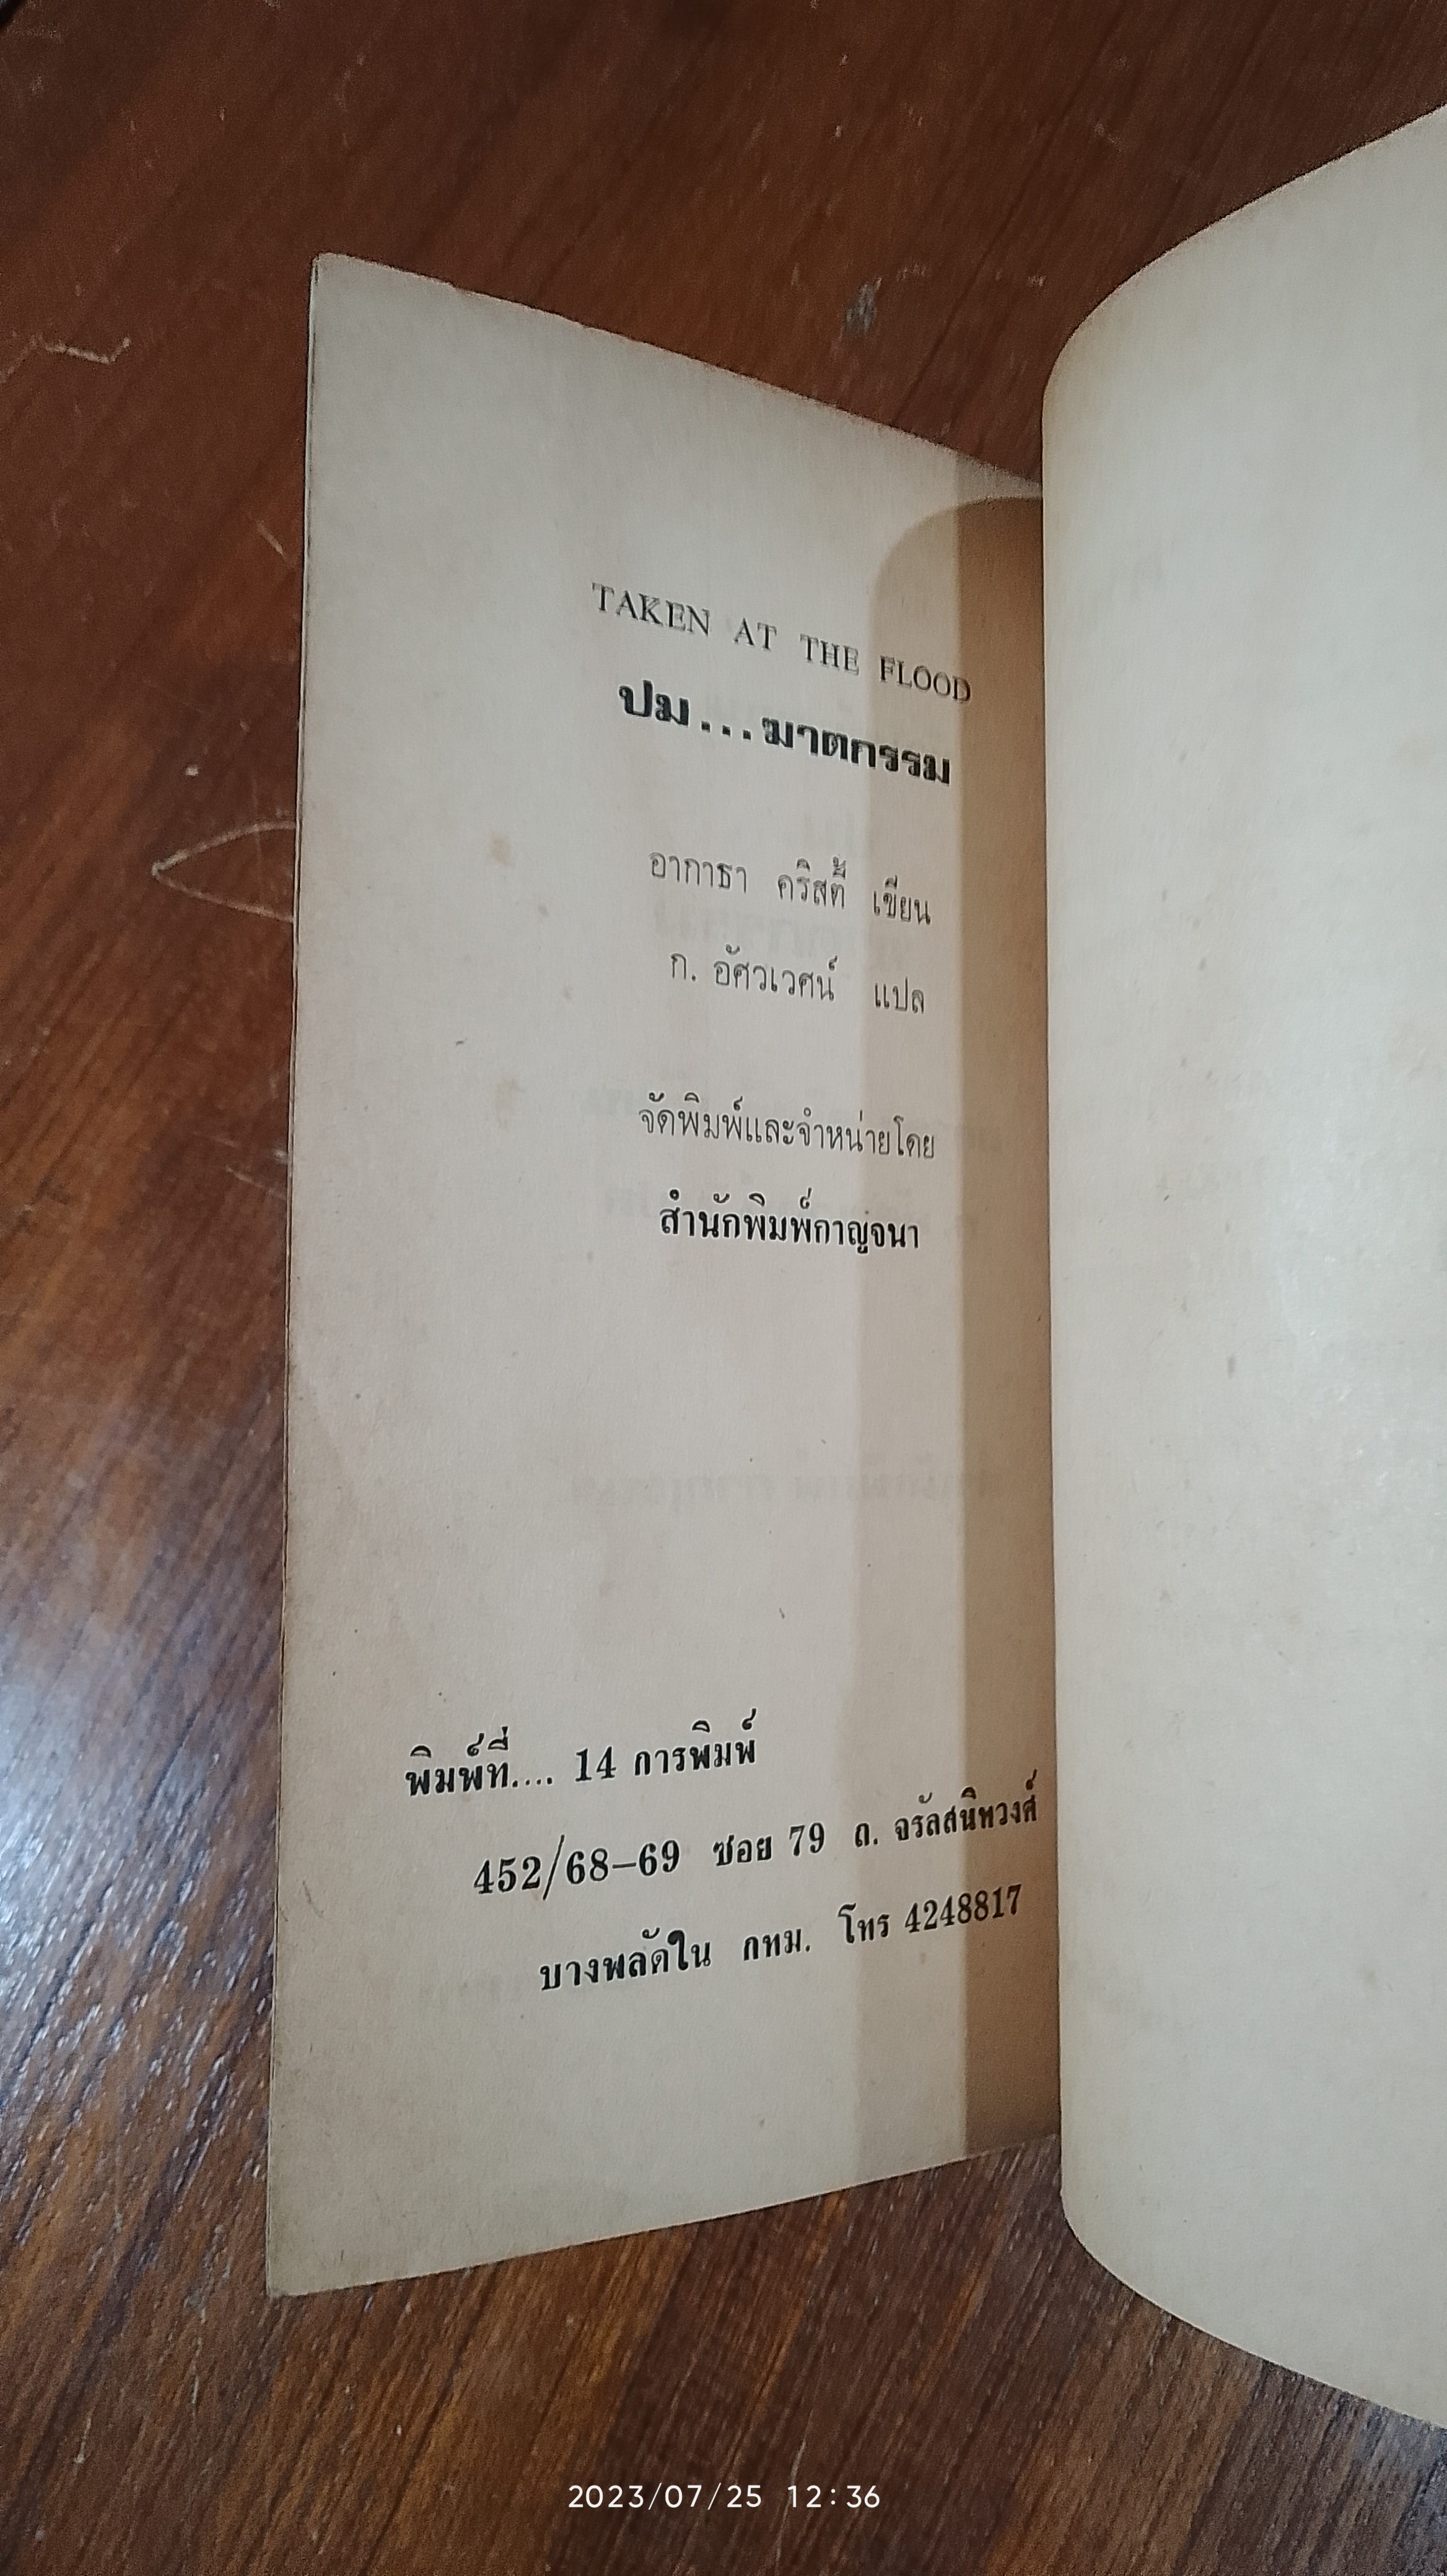 TAKEN AT THE FLOOD
ปม...ฆาตกรรม
อากาธา คริสตี้ เขียน
ก. อัศวเวศน์ แปล
จัดพิมพ์และจำหน่ายโดย
สำนักพิมพ์กาญจนา
พิมพ์ที่.... 14 การพิมพ์
452/68–69 ซอย 79 ถ. จรัลสนิทวงศ์
บางพลัดใน กทม. โทร 4248817
2023/07/25 12:36